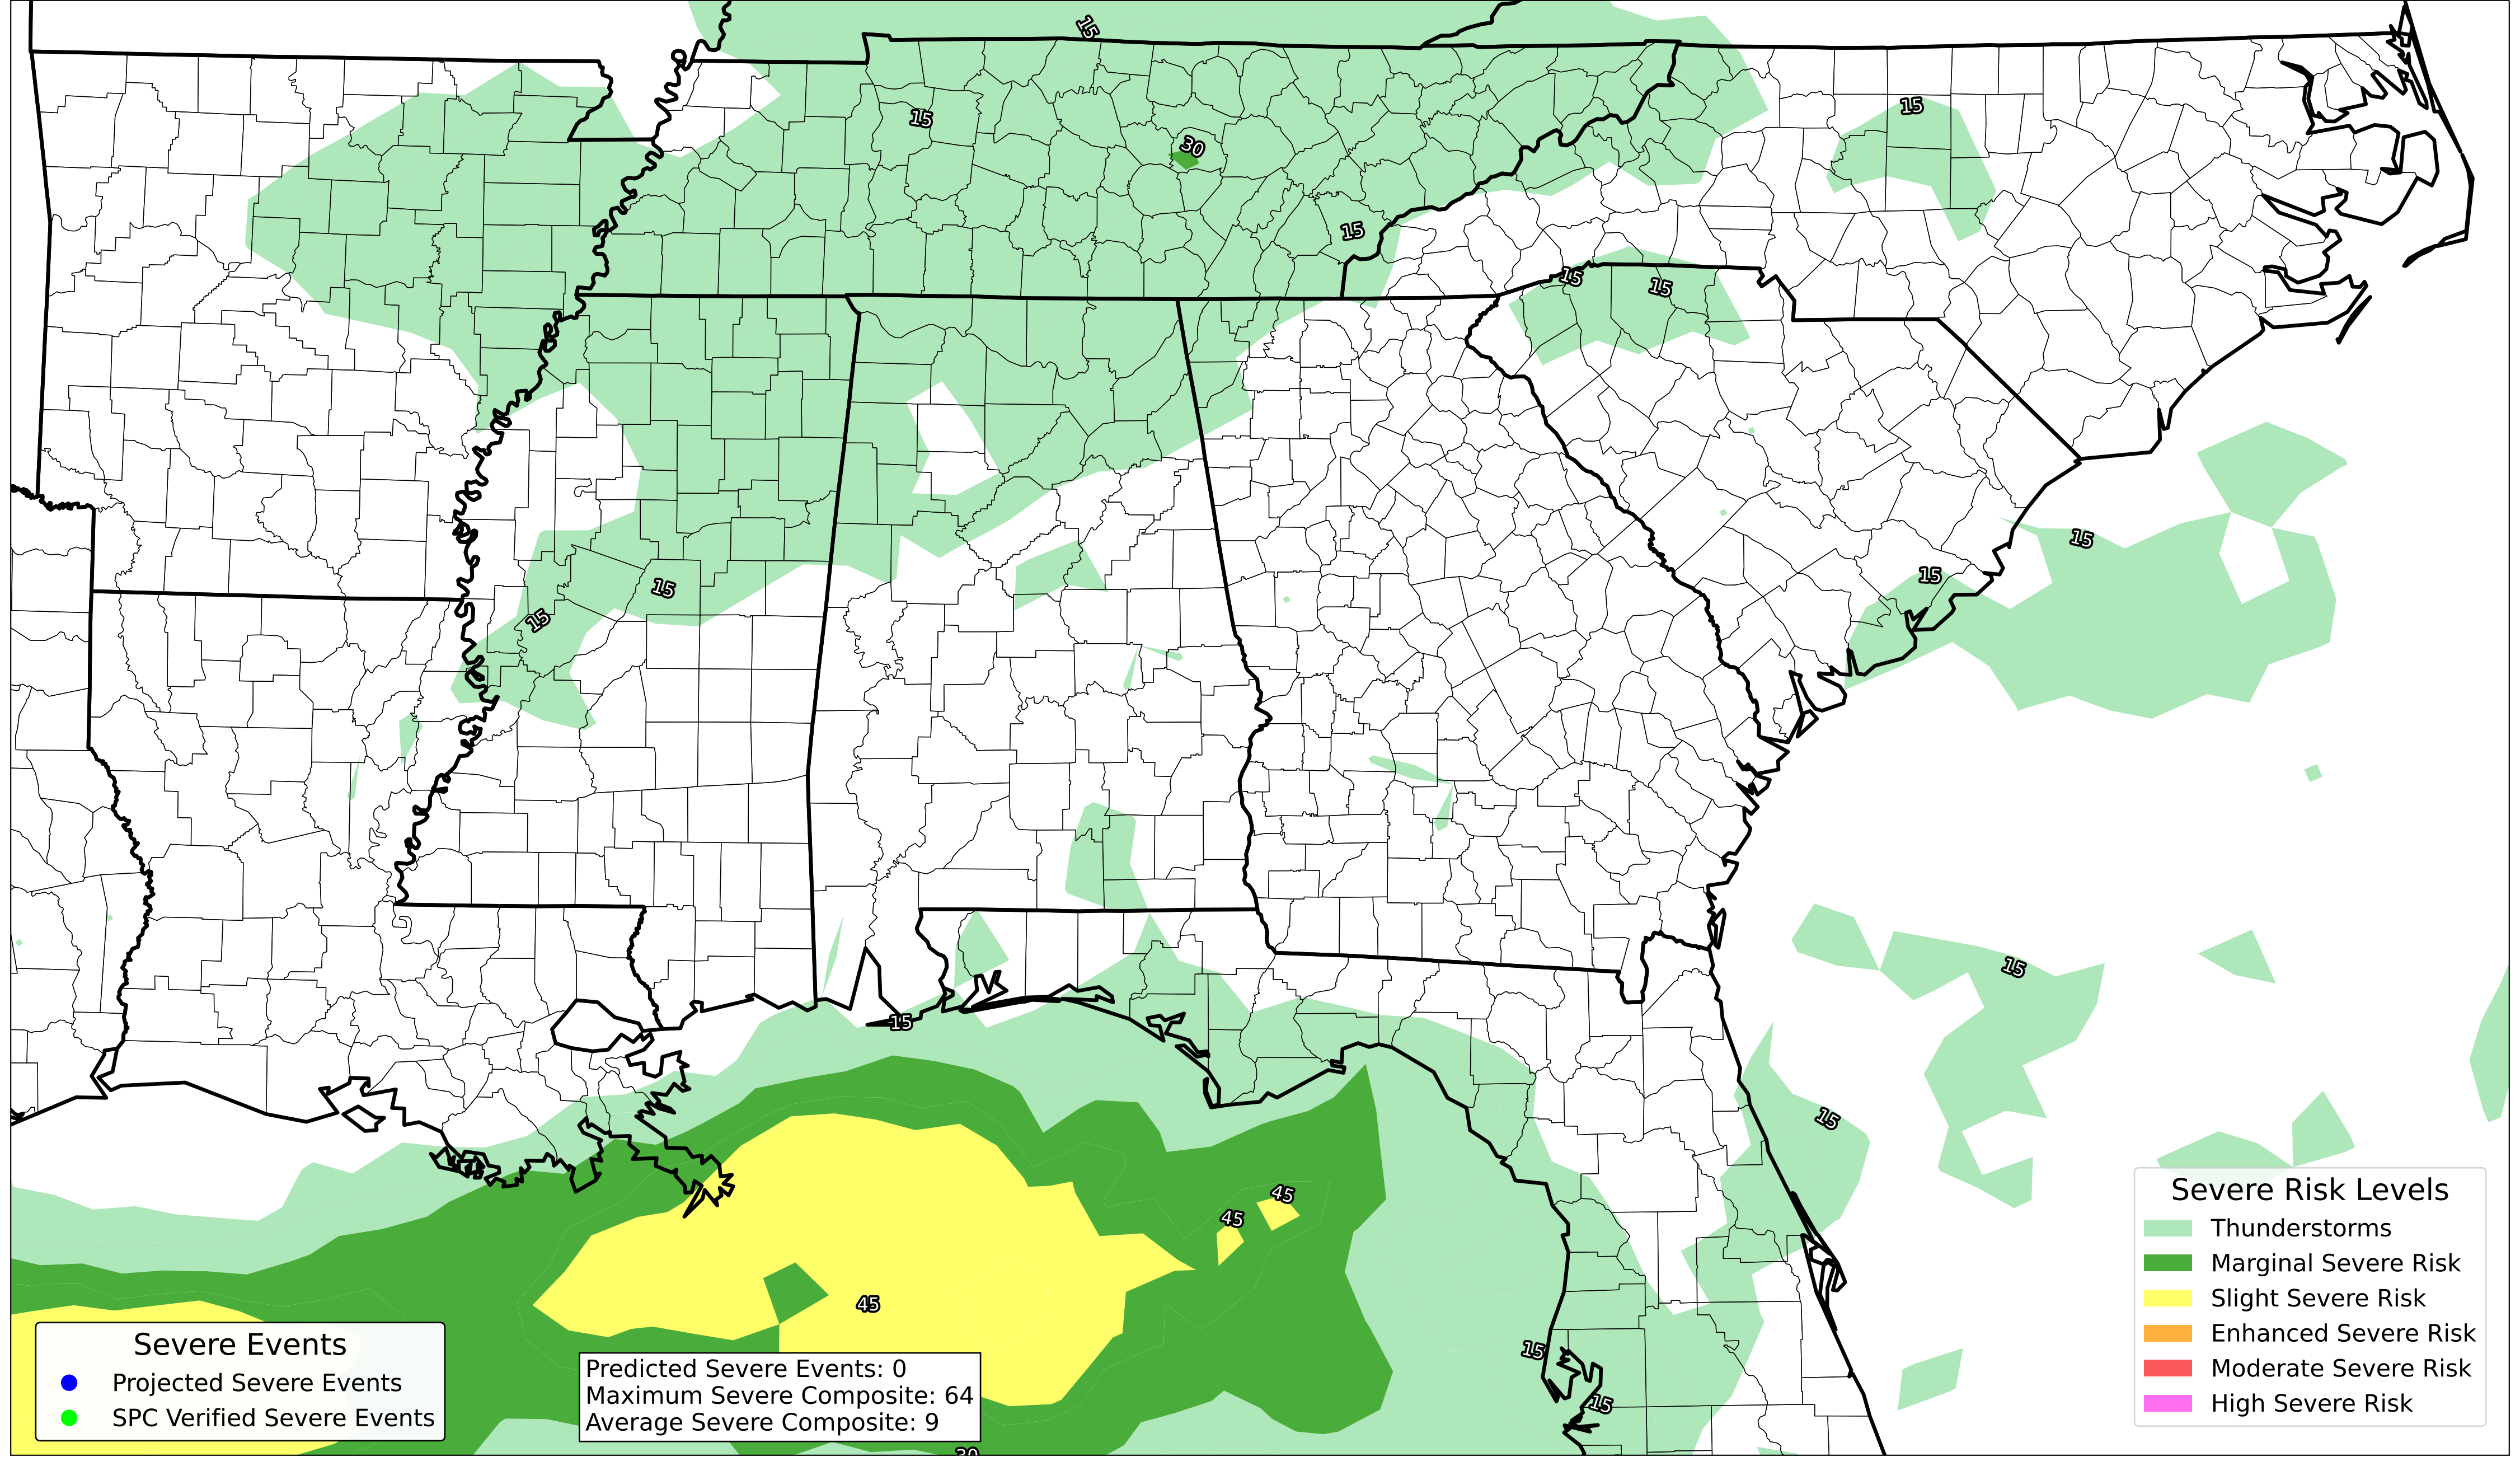 15
15
15
30
15
15
15
15
15
15
15
15
15
15
45
45
45
15
15
30
Severe Risk Levels
Thunderstorms
Marginal Severe Risk
Slight Severe Risk
Enhanced Severe Risk
Moderate Severe Risk
High Severe Risk
Severe Events
Projected Severe Events
SPC Verified Severe Events
Predicted Severe Events: 0
Maximum Severe Composite: 64
Average Severe Composite: 9